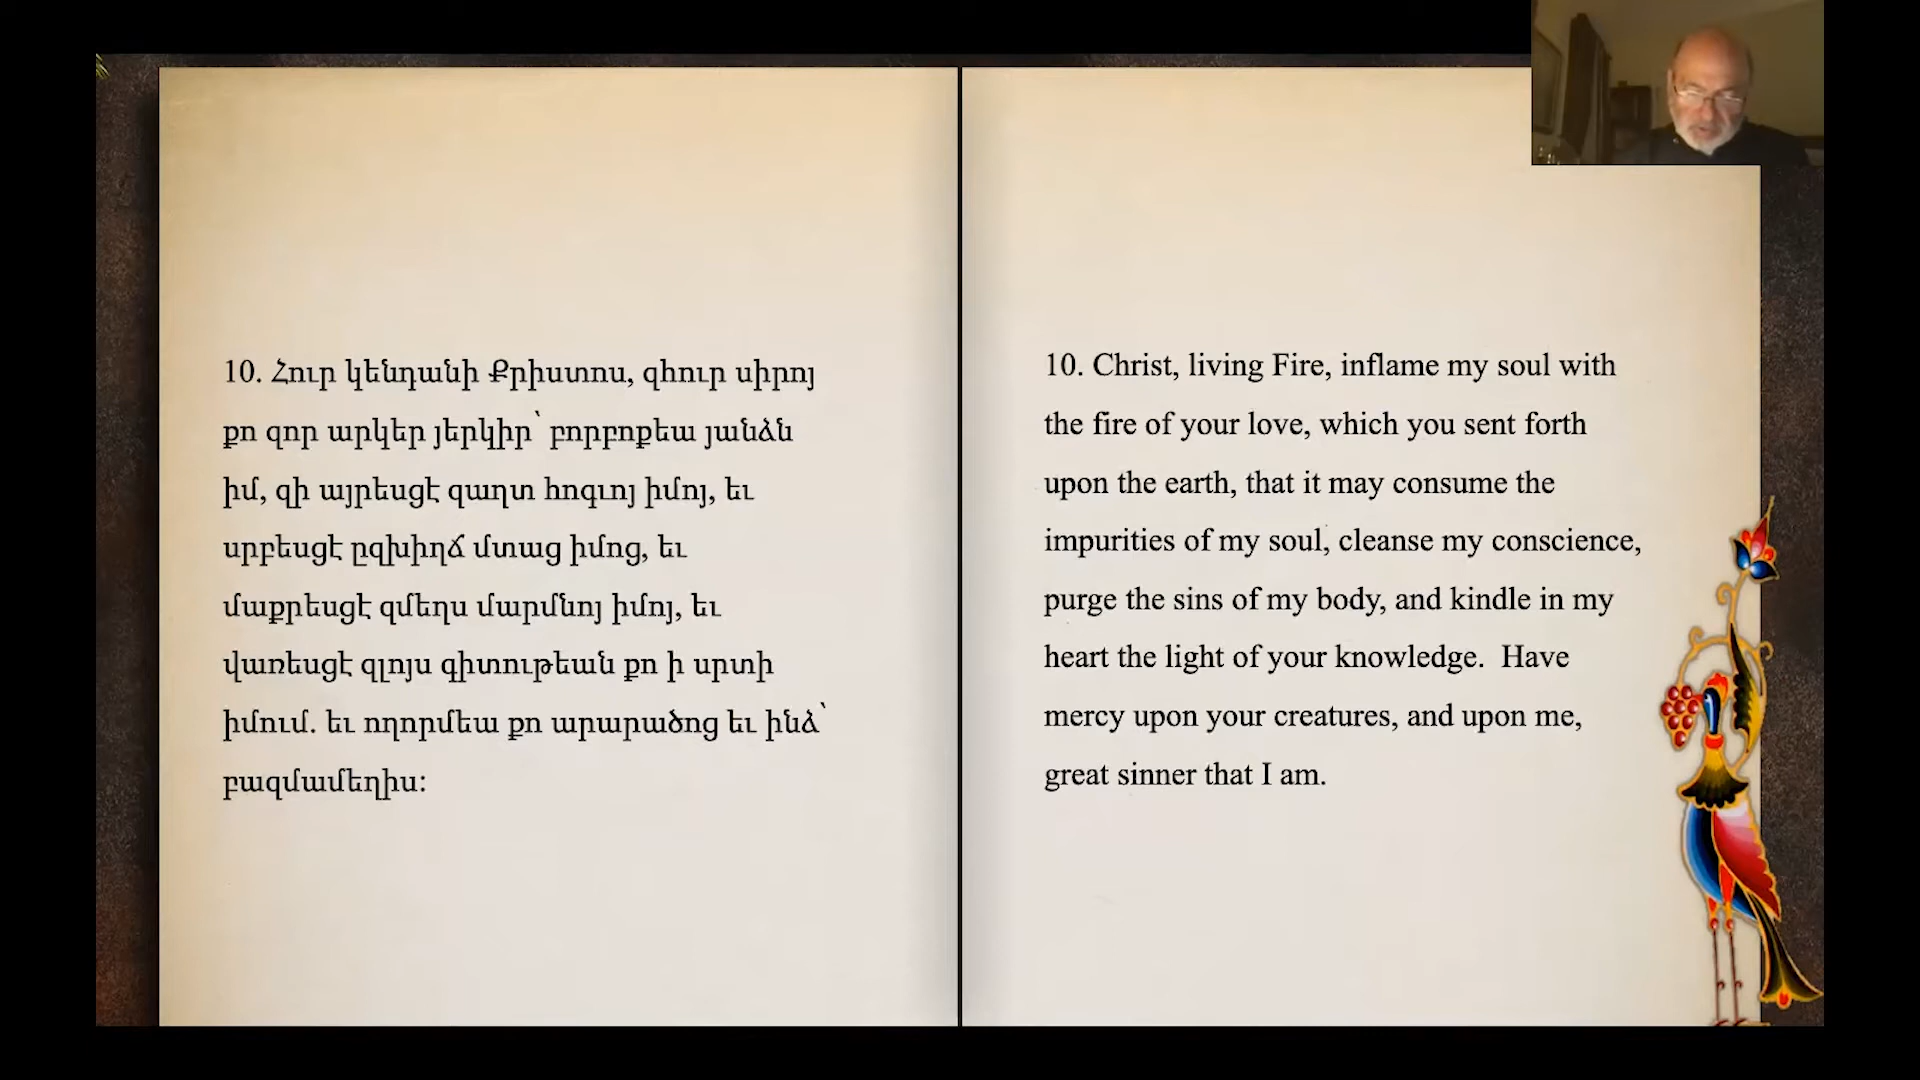 10. Հուր կենդանի Քրիստոս, զհուր սիրոյ
քո զոր արկեր յերկիր՝ բորբոքեա յանձն
իմ, զի այրեսցէ զաղտ հոգւոյ իմոյ, եւ
սրբեսցէ ըզխիղճ մտաց իմոց, եւ
մաքրեսցէ զմեղս մարմնոյ իմոյ, եւ
վառեսցէ զլոյս գիտութեան քո ի սրտի
իմում. եւ ողորմեա քո արարածոց եւ ինձ՝
բազմամեղիս:
10. Christ, living Fire, inflame my soul with
the fire of your love, which you sent forth
upon the earth, that it may consume the
impurities of my soul, cleanse my conscience,
purge the sins of my body, and kindle in my
heart the light of your knowledge.  Have
mercy upon your creatures, and upon me,
great sinner that I am.